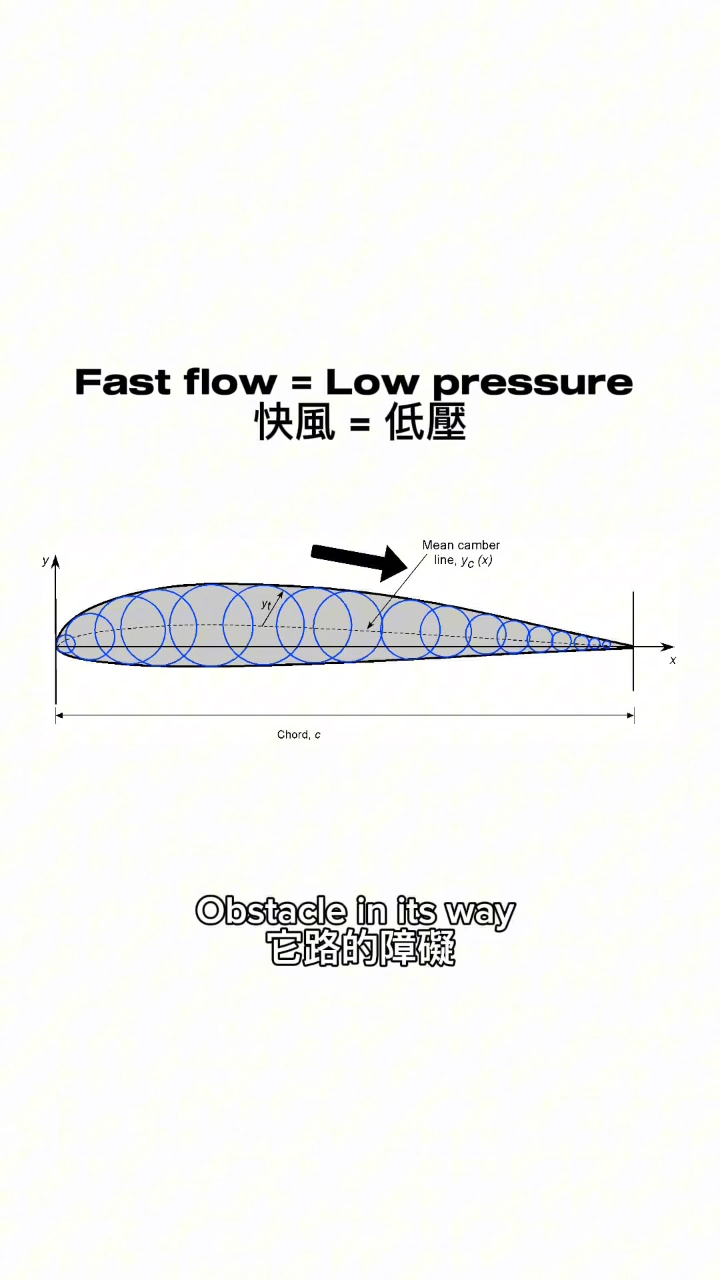 Fast flow = Low pressure
快風 = 低壓
Mean camber
line, yc (x)
y
yt
x
Chord, c
Obstacle in its way
它路的障礙